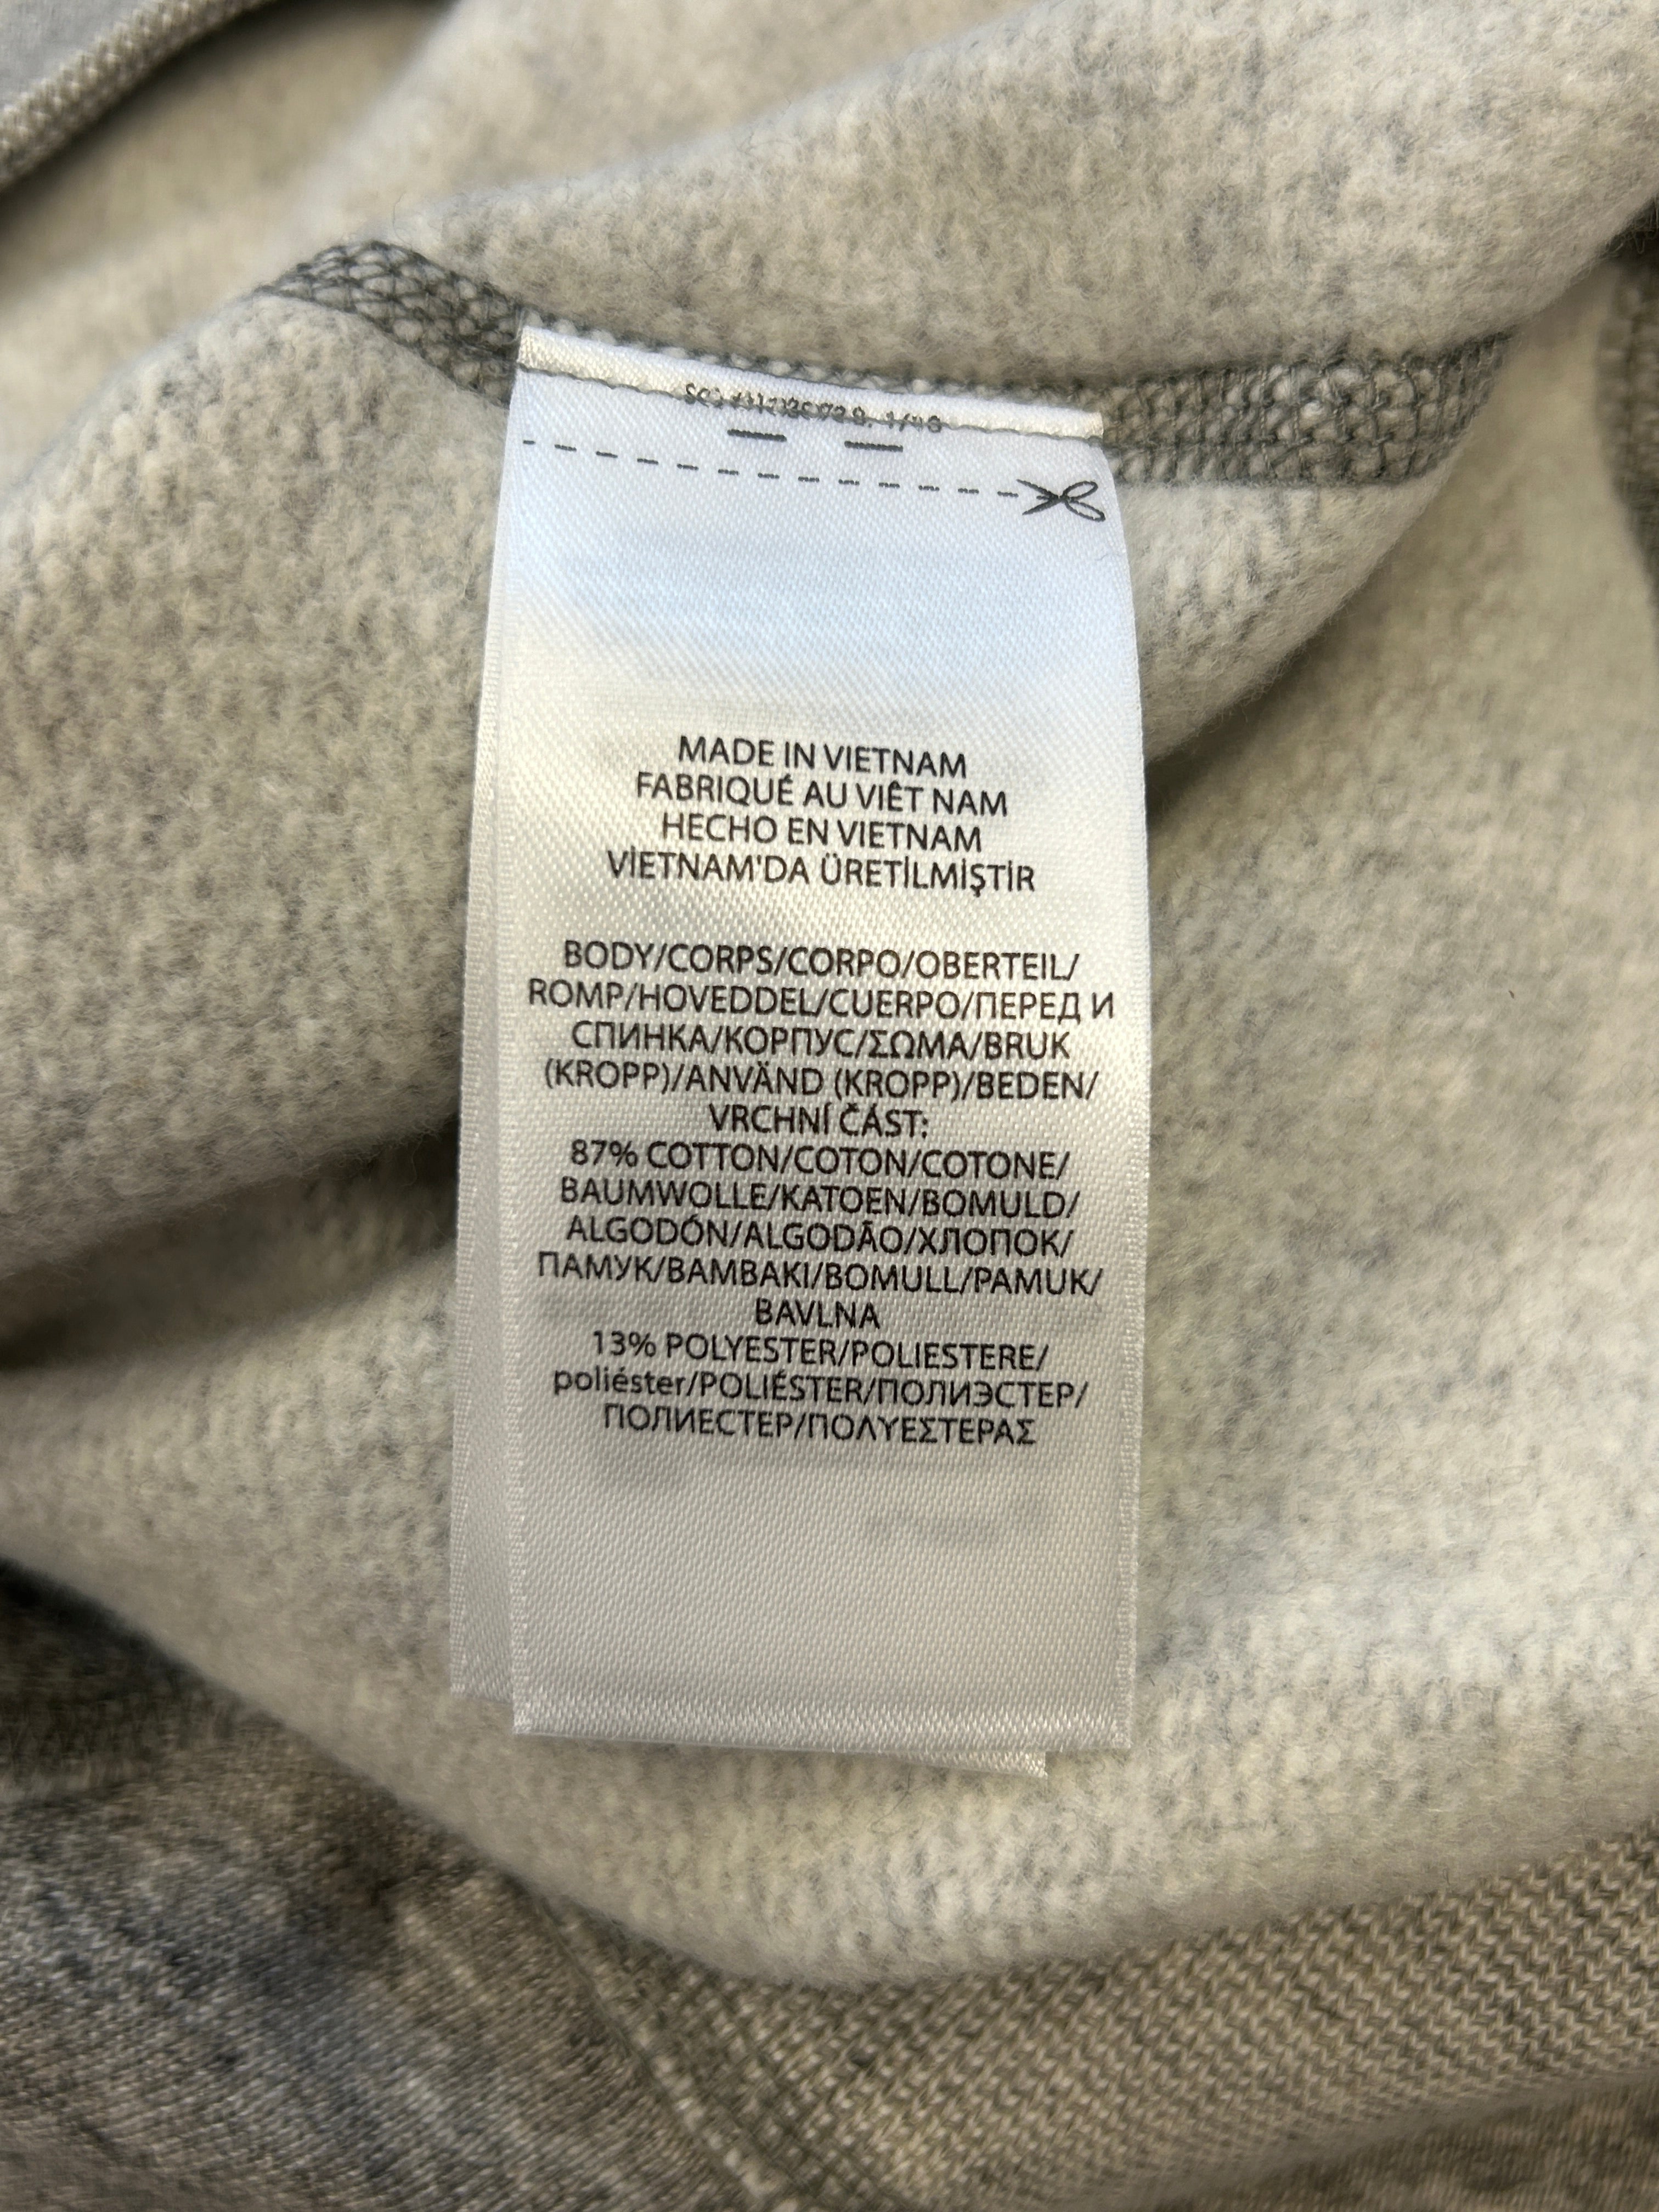 MADE IN VIETNAM
FABRIQUÉ AU VIÊT NAM
HECHO EN VIETNAM
VİETNAM'DA ÜRETİLMİŞTİR
BODY/CORPS/CORPO/OBERTEIL/
ROMP/HOVEDDEL/CUERPO/ПЕРЕД И
СПИНКА/КОРПУС/ΣΩΜΑ/BRUK
(KROPP)/ANVÄND (KROPP)/BEDEN/
VRCHNÍ ČÁST:
87% COTTON/COTON/COTONE/
BAUMWOLLE/KATOEN/BOMULD/
ALGODÓN/ALGODÃO/ХЛОПОК/
ПАМУК/BAMBAKI/BOMULL/PAMUK/
BAVLNA
13% POLYESTER/POLIESTERE/
poliéster/POLIÉSTER/ПОЛИЭСТЕР/
ПОЛИЕСТЕР/ΠΟΛΥΕΣΤΕΡΑΣ